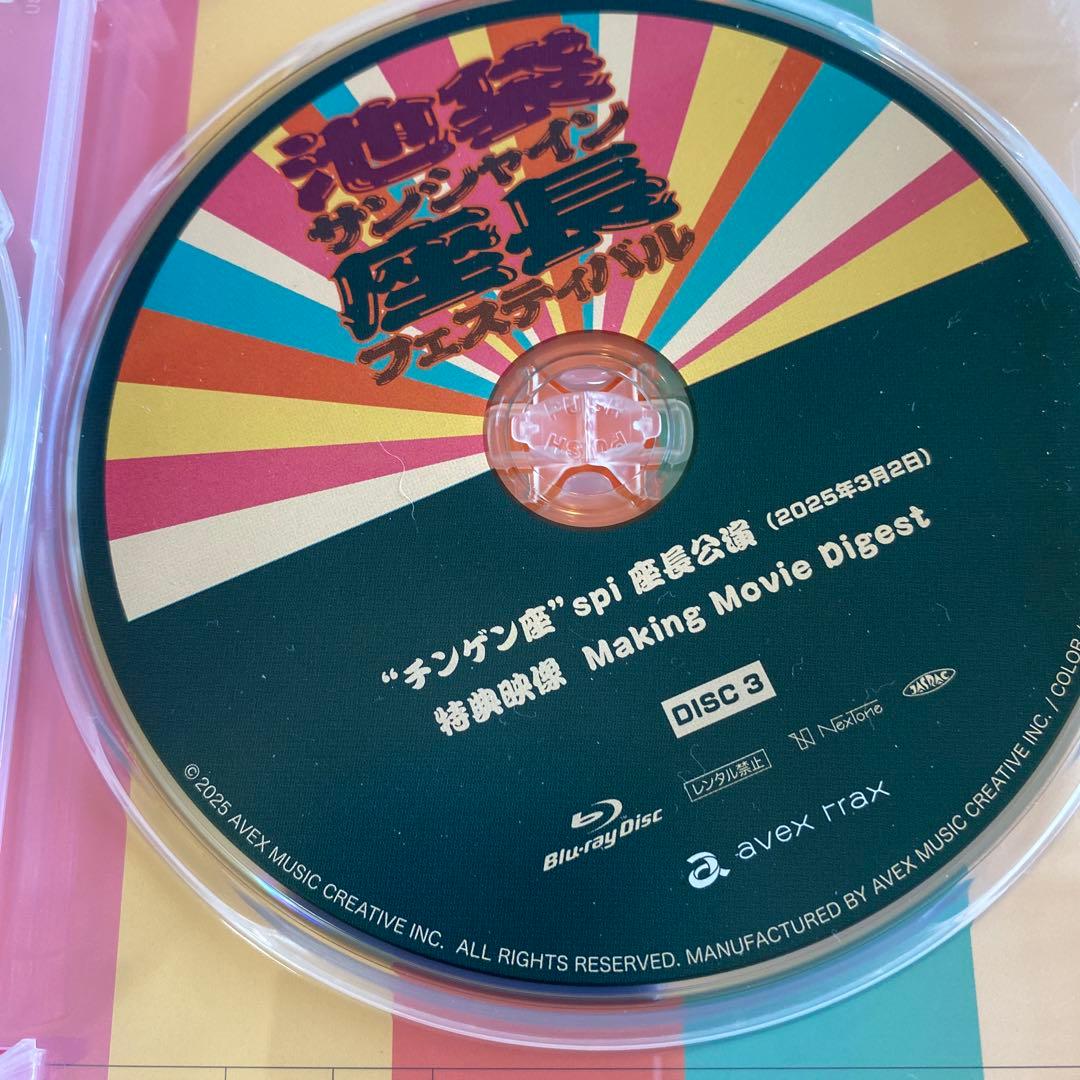 池袋
サンシャイン
座長
フェスティバル
PUSH
PUSH
“チンゲン座”spi 座長公演（2025年3月2日）
特典映像 Making Movie Digest
DISC 3
レンタル禁止
NexTone
JASRAC
Blu-ray Disc
avex trax
©2025 AVEX MUSIC CREATIVE INC. ALL RIGHTS RESERVED. MANUFACTURED BY AVEX MUSIC CREATIVE INC. / COLOR